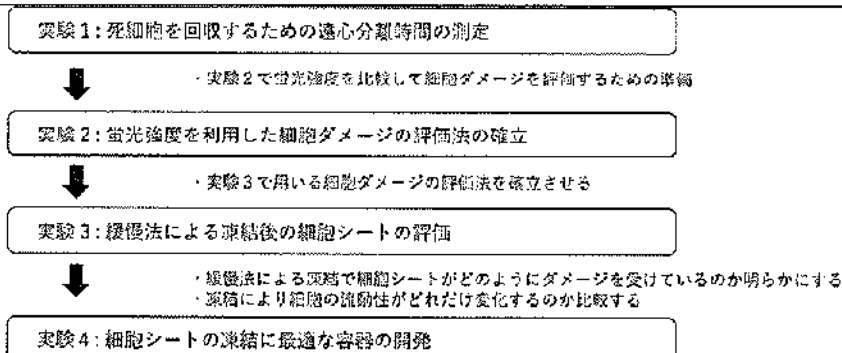 実験1：死細胞を回収するための遠心分離時間の測定
・実験2で蛍光強度を比較して細胞ダメージを評価するための準備
実験2：蛍光強度を利用した細胞ダメージの評価法の確立
・実験3で用いる細胞ダメージの評価法を確立させる
実験3：緩慢法による凍結後の細胞シートの評価
・緩慢法による凍結で細胞シートがどのようにダメージを受けているのか明らかにする
・凍結により細胞の流動性がどれだけ変化するのか比較する
実験4：細胞シートの凍結に最適な容器の開発